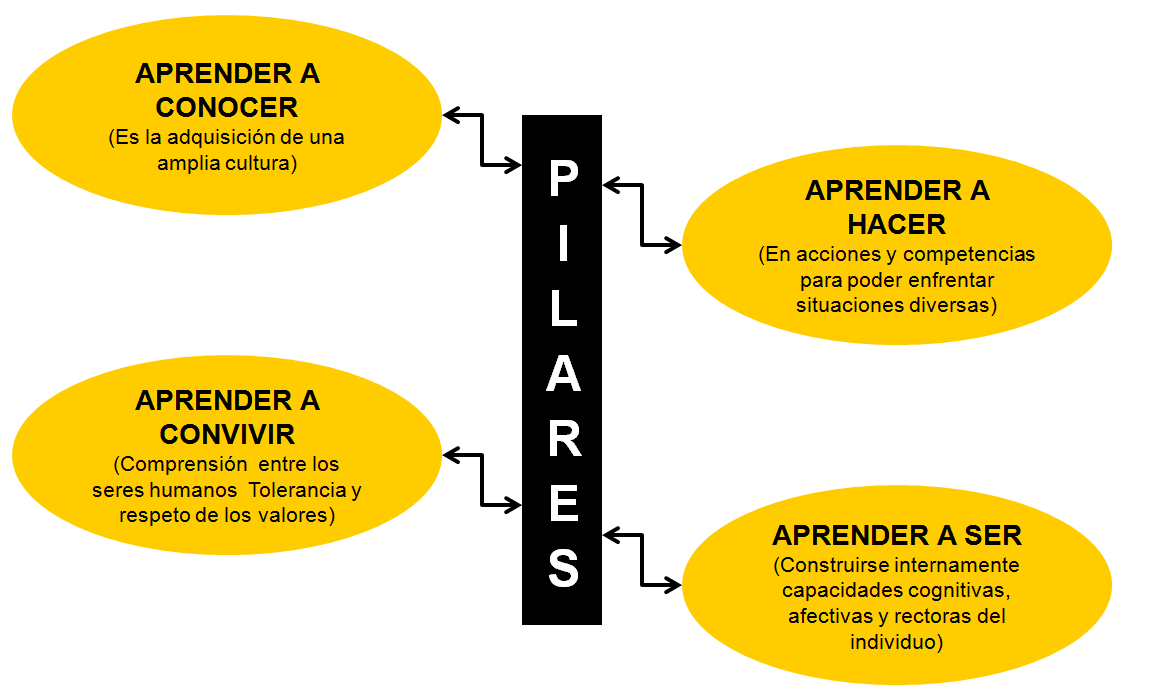 APRENDER A
CONOCER
(Es la adquisición de una
amplia cultura)
PILARES
APRENDER A
HACER
(En acciones y competencias
para poder enfrentar
situaciones diversas)
APRENDER A
CONVIVIR
(Comprensión entre los
seres humanos Tolerancia y
respeto de los valores)
APRENDER A SER
(Construirse internamente
capacidades cognitivas,
afectivas y rectoras del
individuo)